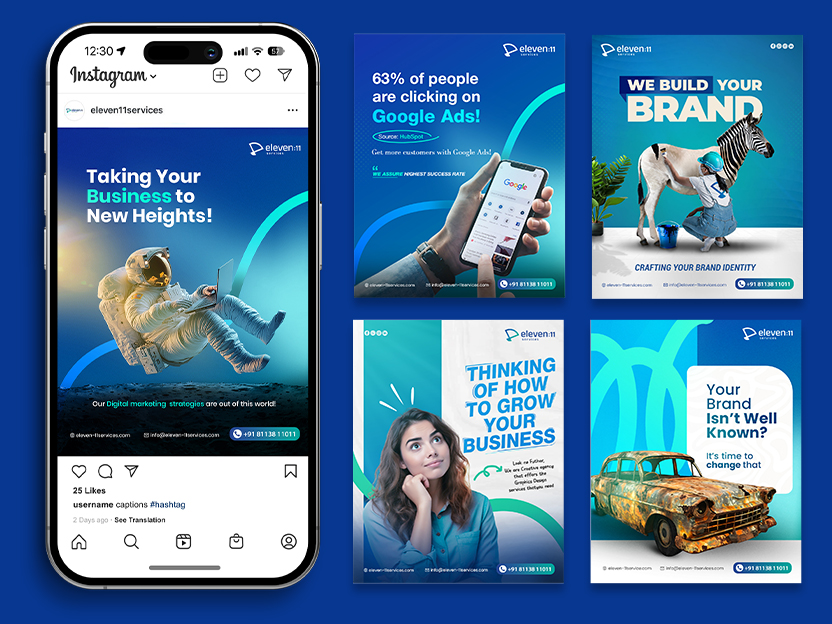 12:30
57
Instagram
eleven11services
eleven:11
services
Taking Your
Business to
New Heights!
Our Digital marketing strategies are out of this world!
eleven-11services.com
info@eleven-11services.com
+91 81138 11011
25 Likes
username captions #hashtag
2 Days ago · See Translation
eleven:11
services
63% of people
are clicking on
Google Ads!
Source: HubSpot
Get more customers with Google Ads!
WE ASSURE HIGHEST SUCCESS RATE
Google
eleven-11services.com
info@eleven-11services.com
+91 81138 11011
eleven:11
services
WE BUILD YOUR
BRAND
CRAFTING YOUR BRAND IDENTITY
eleven-11services.com
info@eleven-11services.com
+91 81138 11011
eleven:11
services
THINKING
OF HOW
TO GROW
YOUR
BUSINESS
Look no further,
We are Creative agency
that offers the
Graphics Design
services that you need
eleven-11services.com
info@eleven-11services.com
+91 81138 11011
eleven:11
services
Your
Brand
Isn't Well
Known?
It's time to
change that
eleven-11services.com
info@eleven-11services.com
+91 81138 11011